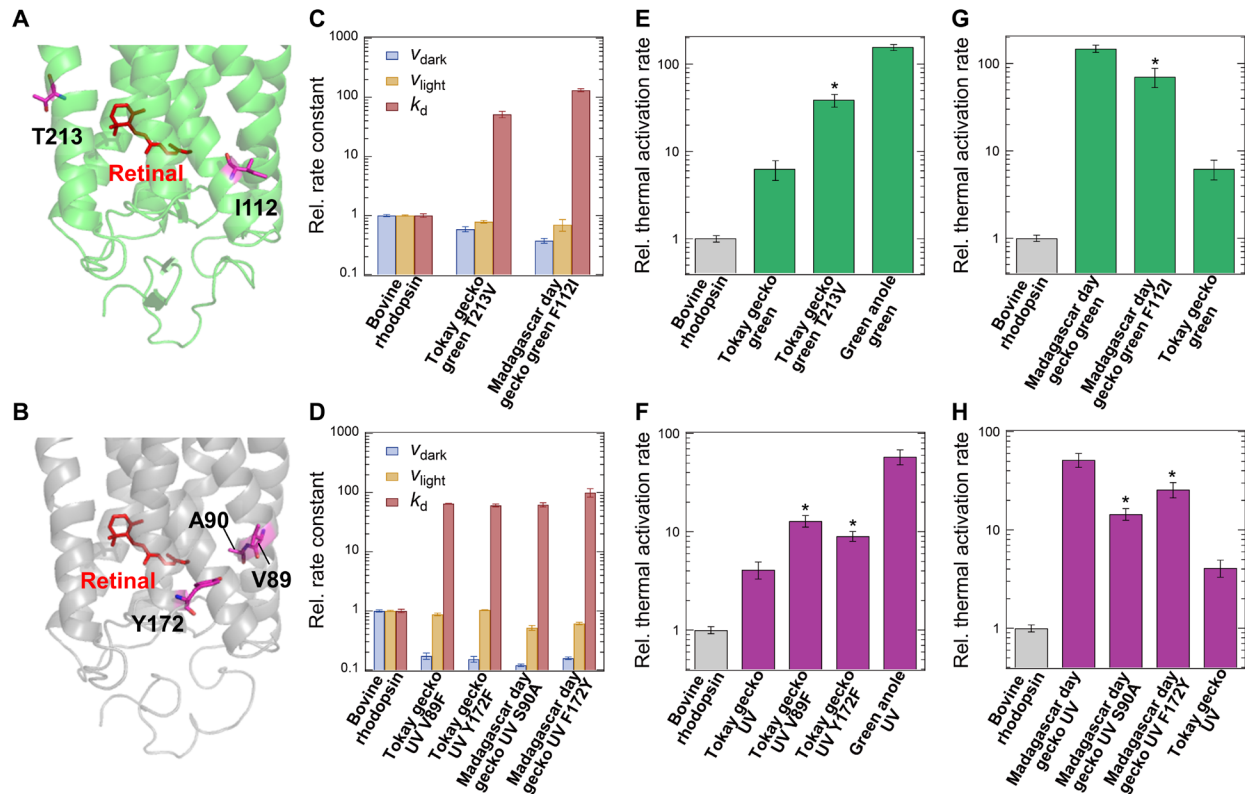 A
T213
Retinal
I112
C
Rel. rate constant
1000
100
10
1
0.1
v_dark
v_light
k_d
Bovine
rhodopsin
Tokay gecko
green T213V
Madagascar day
gecko green F112I
E
Rel. thermal activation rate
100
10
1
*
Bovine
rhodopsin
Tokay gecko
green
Tokay gecko
green T213V
Green anole
green
G
Rel. thermal activation rate
100
10
1
*
Bovine
rhodopsin
Madagascar day
gecko green
Madagascar day
gecko green F112I
Tokay gecko
green
B
A90
Retinal
V89
Y172
D
Rel. rate constant
1000
100
10
1
0.1
v_dark
v_light
k_d
Bovine
rhodopsin
Tokay gecko
UV V89F
Tokay gecko
UV Y172F
Madagascar day
gecko UV S90A
Madagascar day
gecko UV F172Y
F
Rel. thermal activation rate
100
10
1
*
*
Bovine
rhodopsin
Tokay gecko
UV
Tokay gecko
UV V89F
Tokay gecko
UV Y172F
Green anole
UV
H
Rel. thermal activation rate
100
10
1
*
*
Bovine
rhodopsin
Madagascar day
gecko UV
Madagascar day
gecko UV S90A
Madagascar day
gecko UV F172Y
Tokay gecko
UV